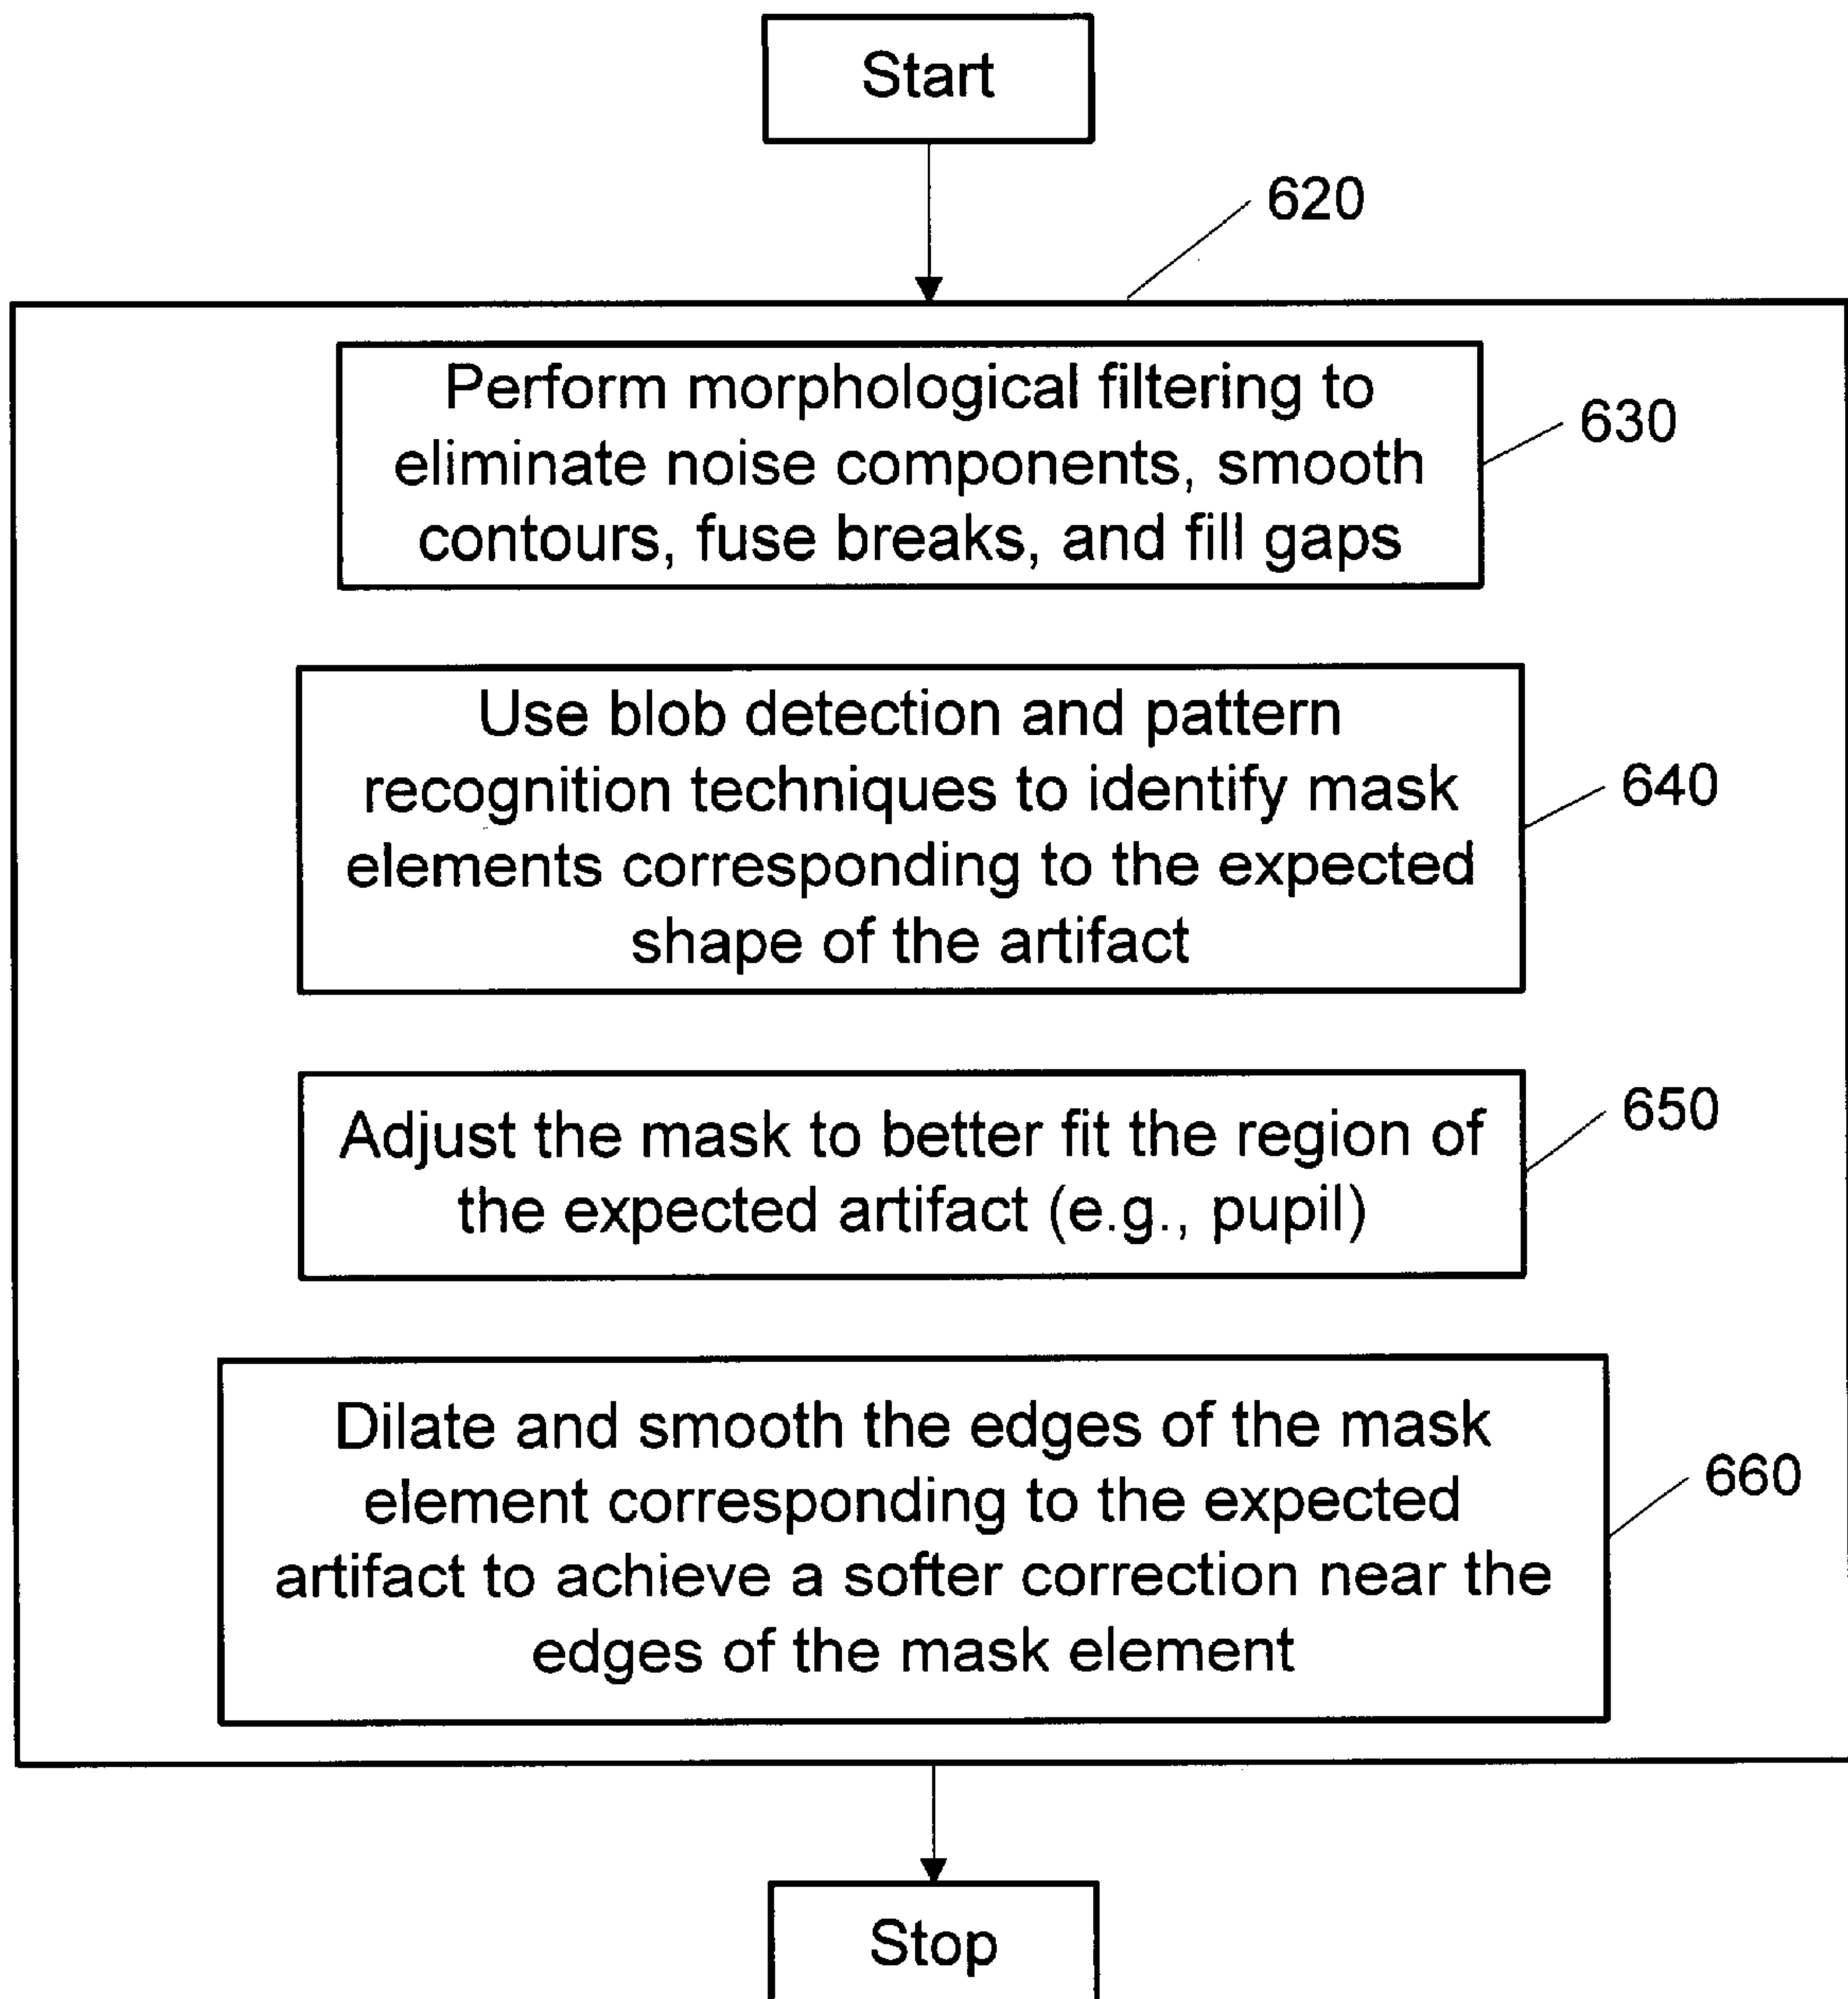 Start
620
Perform morphological filtering to
eliminate noise components, smooth
contours, fuse breaks, and fill gaps
630
Use blob detection and pattern
recognition techniques to identify mask
elements corresponding to the expected
shape of the artifact
640
Adjust the mask to better fit the region of
the expected artifact (e.g., pupil)
650
Dilate and smooth the edges of the mask
element corresponding to the expected
artifact to achieve a softer correction near the
edges of the mask element
660
Stop